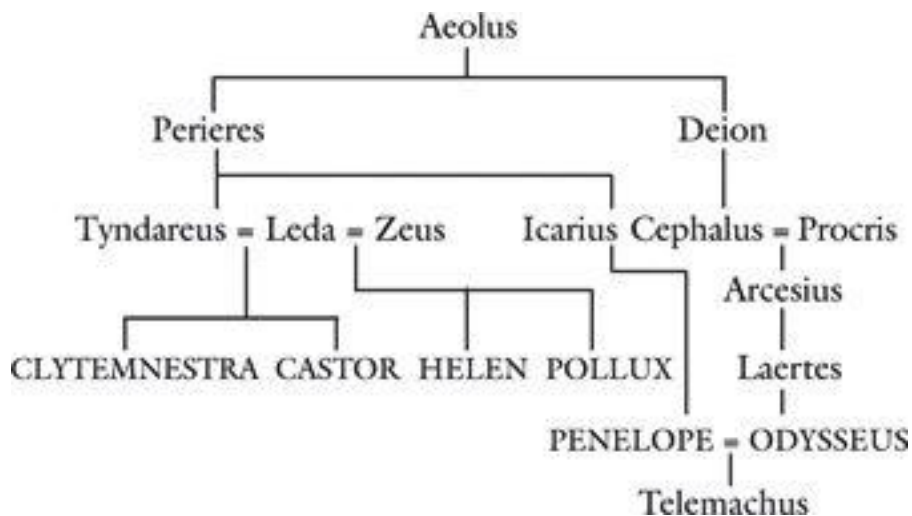 Aeolus
Perieres Deion
Tyndareus = Leda = Zeus Icarius Cephalus = Procris
Arcesius
CLYTEMNESTRA CASTOR HELEN POLLUX Laertes
PENELOPE = ODYSSEUS
Telemachus